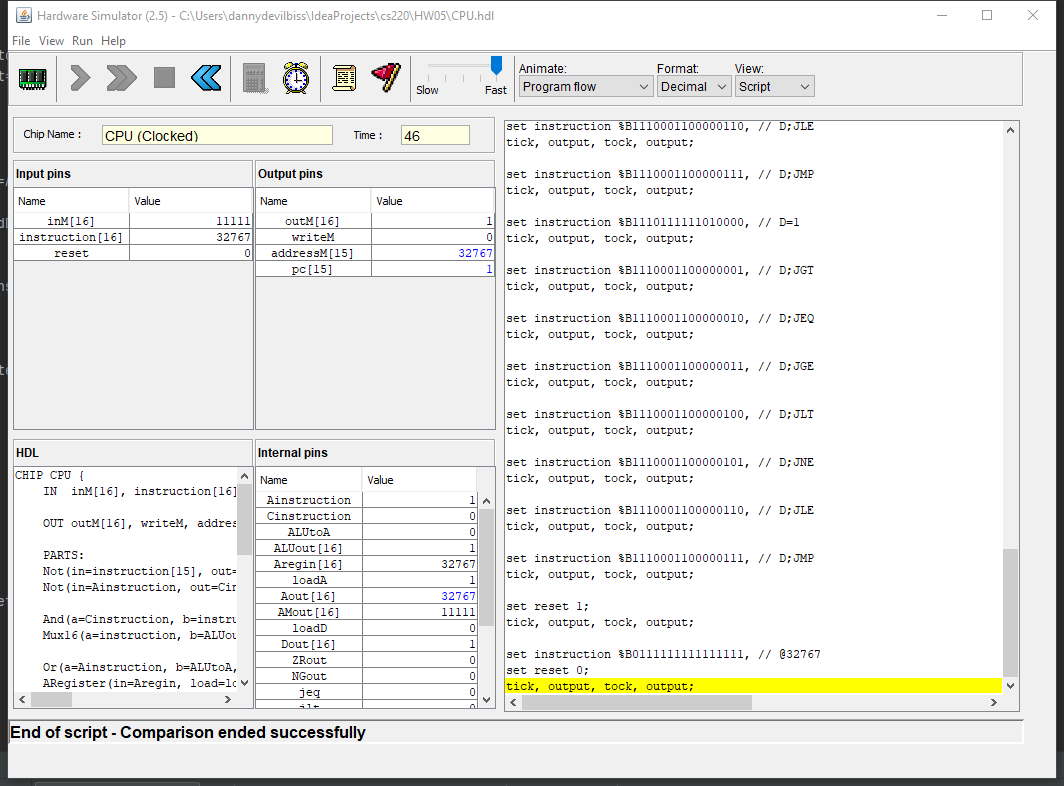 Hardware Simulator (2.5) - C:\Users\dannydevilbiss\IdeaProjects\cs220\HW05\CPU.hdl
File View Run Help
Slow Fast
Animate: Format: View:
Program flow Decimal Script
Chip Name : CPU (Clocked) Time : 46
Input pins
Name Value
inM[16] 11111
instruction[16] 32767
reset 0
Output pins
Name Value
outM[16] 1
writeM 0
addressM[15] 32767
pc[15] 1
HDL
CHIP CPU {
IN inM[16], instruction[16]
OUT outM[16], writeM, addres
PARTS:
Not(in=instruction[15], out=
Not(in=Ainstruction, out=Cin
And(a=Cinstruction, b=instru
Mux16(a=instruction, b=ALUou
Or(a=Ainstruction, b=ALUtoA,
ARegister(in=Aregin, load=lo
Internal pins
Name Value
Ainstruction 1
Cinstruction 0
ALUtoA 0
ALUout[16] 1
Aregin[16] 32767
loadA 1
Aout[16] 32767
AMout[16] 11111
loadD 0
Dout[16] 1
ZRout 0
NGout 0
jeq 0
set instruction %B1110001100000110, // D;JLE
tick, output, tock, output;
set instruction %B1110001100000111, // D;JMP
tick, output, tock, output;
set instruction %B1110111111010000, // D=1
tick, output, tock, output;
set instruction %B1110001100000001, // D;JGT
tick, output, tock, output;
set instruction %B1110001100000010, // D;JEQ
tick, output, tock, output;
set instruction %B1110001100000011, // D;JGE
tick, output, tock, output;
set instruction %B1110001100000100, // D;JLT
tick, output, tock, output;
set instruction %B1110001100000101, // D;JNE
tick, output, tock, output;
set instruction %B1110001100000110, // D;JLE
tick, output, tock, output;
set instruction %B1110001100000111, // D;JMP
tick, output, tock, output;
set reset 1;
tick, output, tock, output;
set instruction %B0111111111111111, // @32767
set reset 0;
tick, output, tock, output;
End of script - Comparison ended successfully